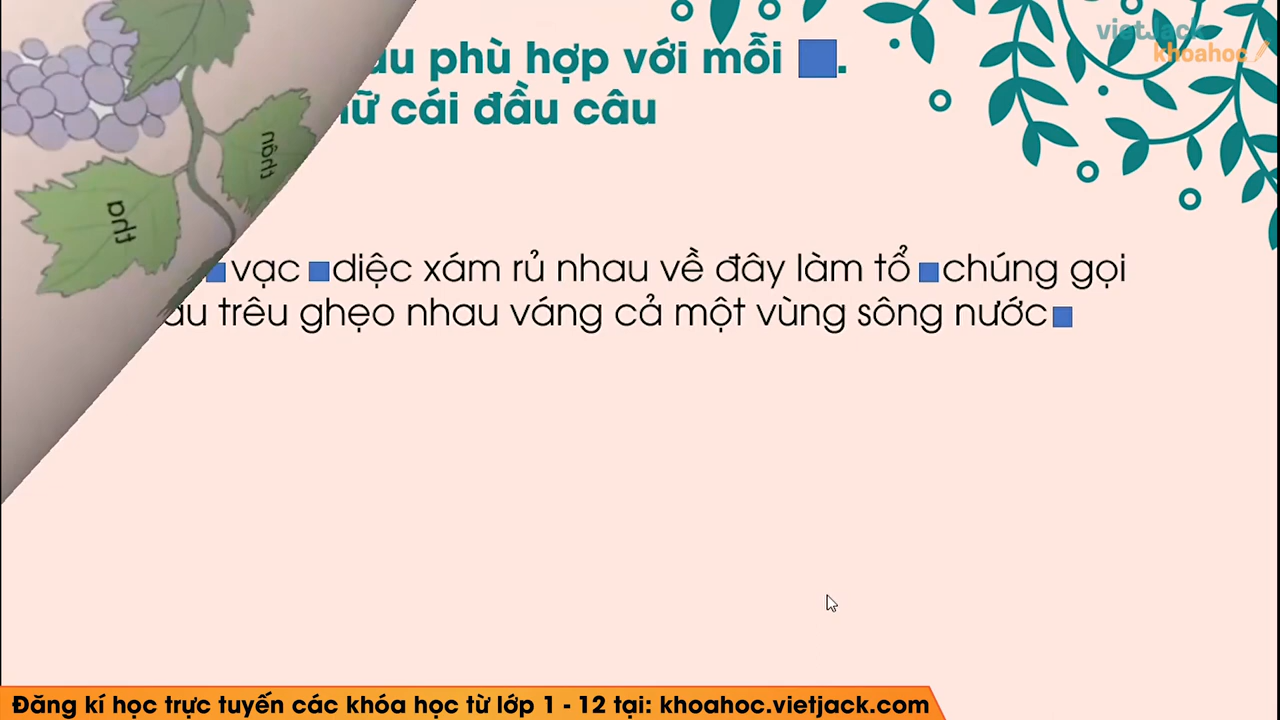 vietJack
khoahoc
phù hợp với mỗi .
cái đầu câu
thâu
tha
vạc diệc xám rủ nhau về đây làm tổ chúng gọi
trêu ghẹo nhau váng cả một vùng sông nước
Đăng kí học trực tuyến các khóa học từ lớp 1 - 12 tại: khoahoc.vietjack.com